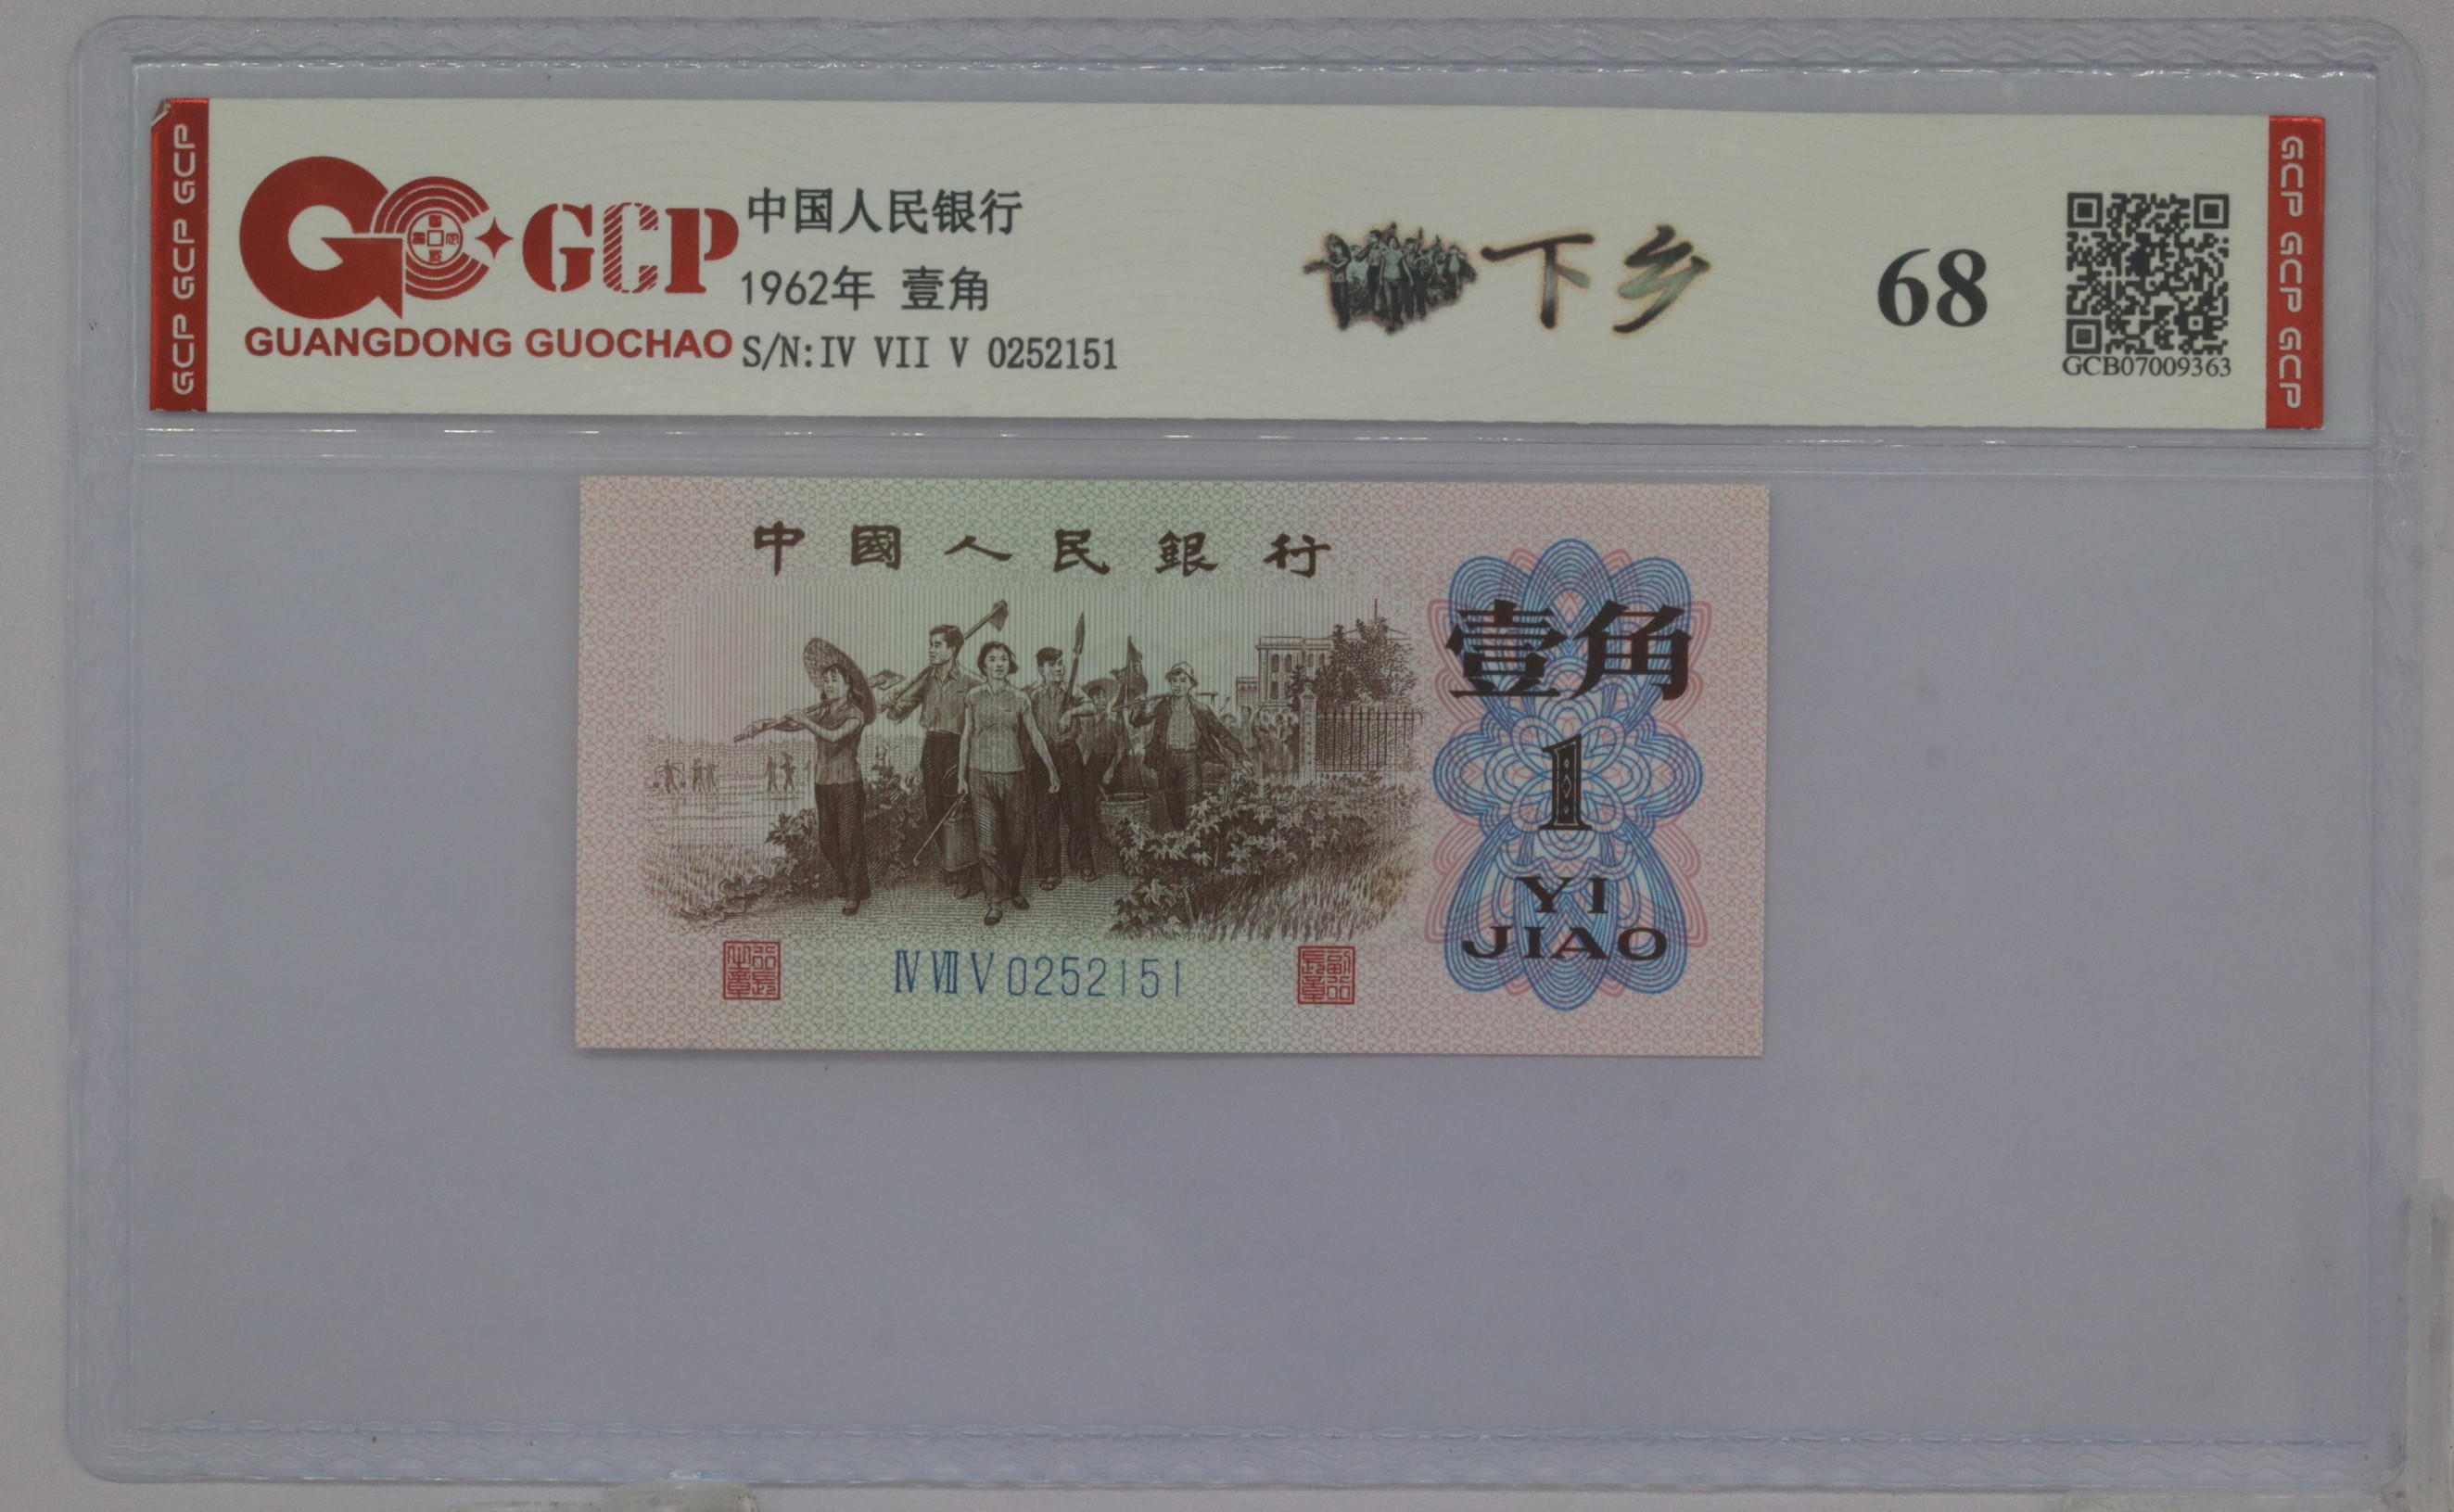 GCP GCP GCP
GCP
GUANGDONG GUOCHAO
中国人民银行
1962年 壹角
S/N:IV VII V 0252151
下乡
68
GCB07009363
GCP GCP GCP
中國人民銀行
壹角
1
YI
JIAO
Ⅳ Ⅶ Ⅴ 0252151